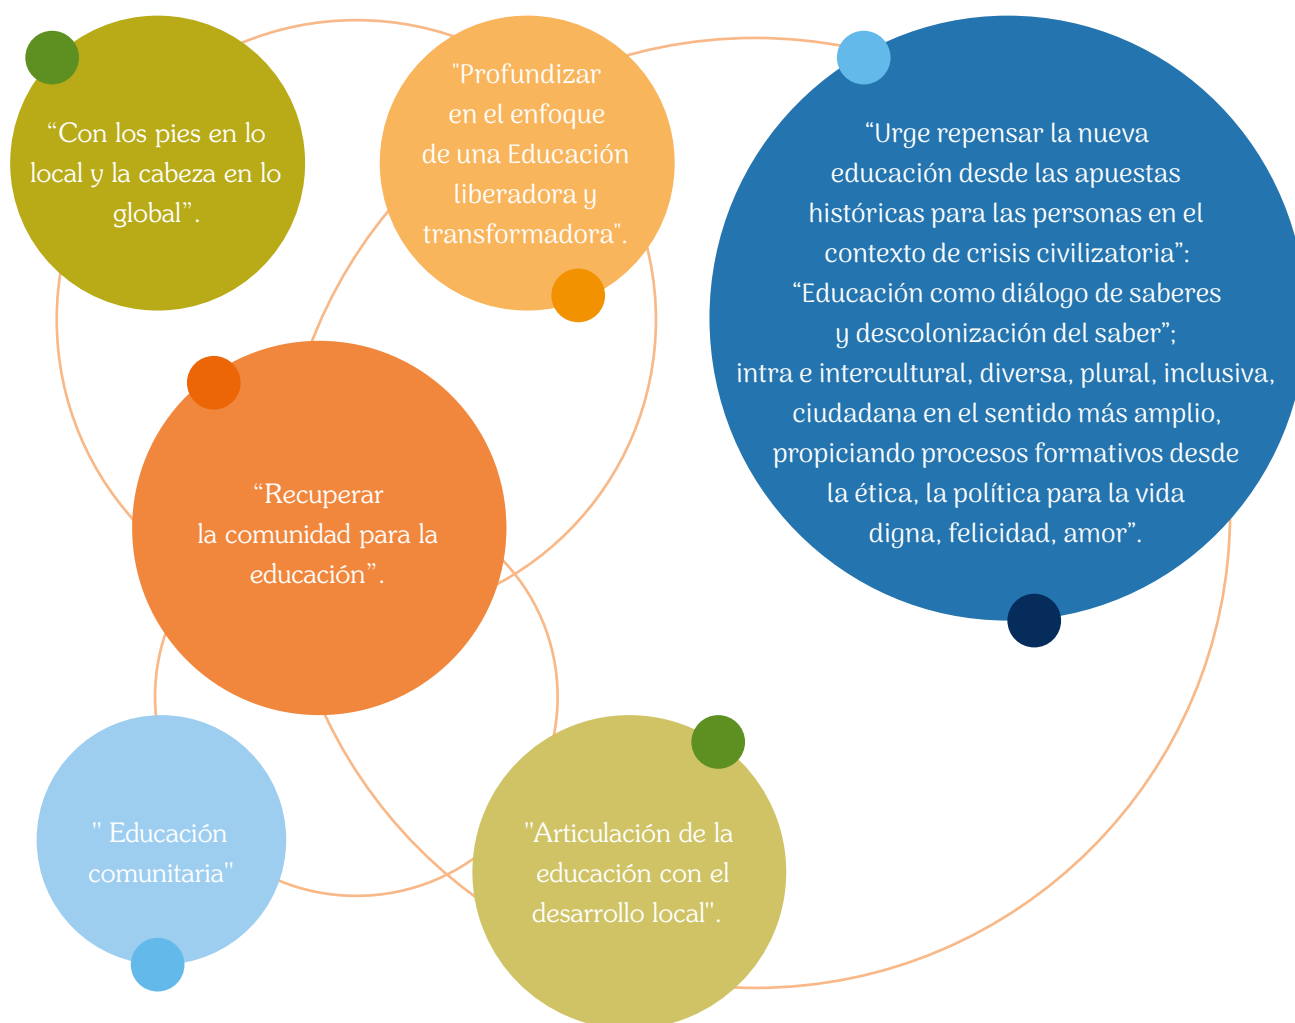 “Con los pies en lo
local y la cabeza en lo
global”.
"Profundizar
en el enfoque
de una Educación
liberadora y
transformadora".
“Urge repensar la nueva
educación desde las apuestas
históricas para las personas en el
contexto de crisis civilizatoria”:
“Educación como diálogo de saberes
y descolonización del saber”;
intra e intercultural, diversa, plural, inclusiva,
ciudadana en el sentido más amplio,
propiciando procesos formativos desde
la ética, la política para la vida
digna, felicidad, amor”.
“Recuperar
la comunidad para la
educación”.
" Educación
comunitaria"
"Articulación de la
educación con el
desarrollo local".